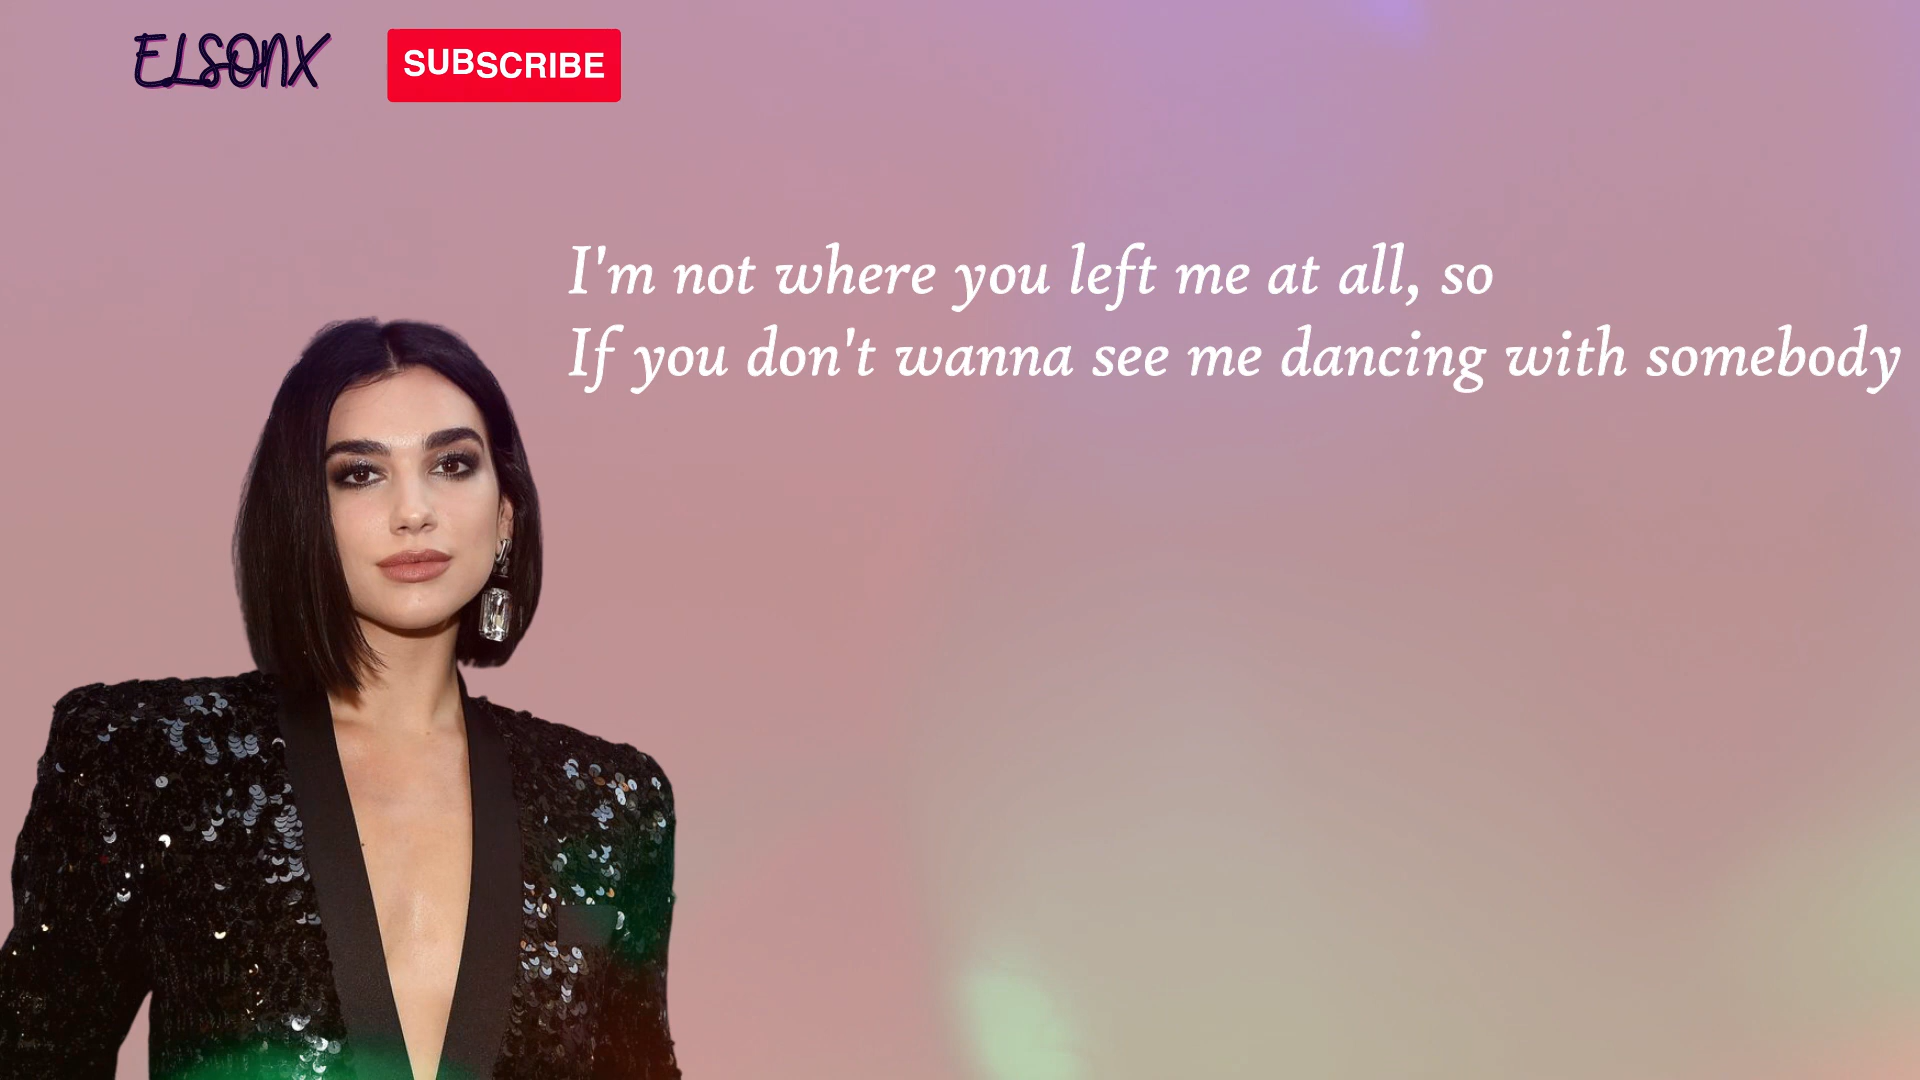 ELSONX
SUBSCRIBE
I'm not where you left me at all, so
If you don't wanna see me dancing with somebody